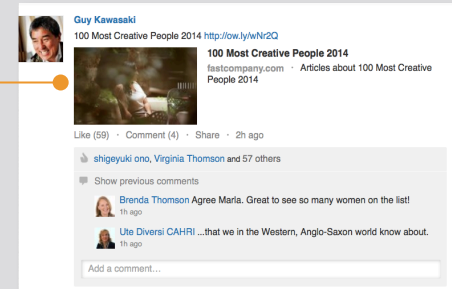 Guy Kawasaki
100 Most Creative People 2014 http://ow.ly/wNr2Q
100 Most Creative People 2014
fastcompany.com · Articles about 100 Most Creative
People 2014
Like (59) · Comment (4) · Share · 2h ago
shigeyuki ono, Virginia Thomson and 57 others
Show previous comments
Brenda Thomson Agree Marla. Great to see so many women on the list!
1h ago
Ute Diversi CAHRI ...that we in the Western, Anglo-Saxon world know about.
1h ago
Add a comment…